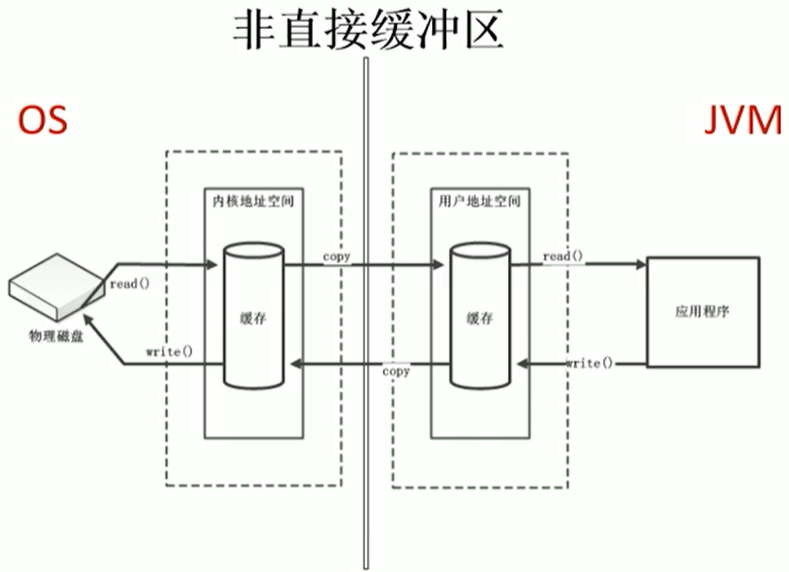 非直接缓冲区
OS
JVM
内核地址空间
用户地址空间
copy
read()
read()
缓存
缓存
应用程序
物理磁盘
write()
copy
write()